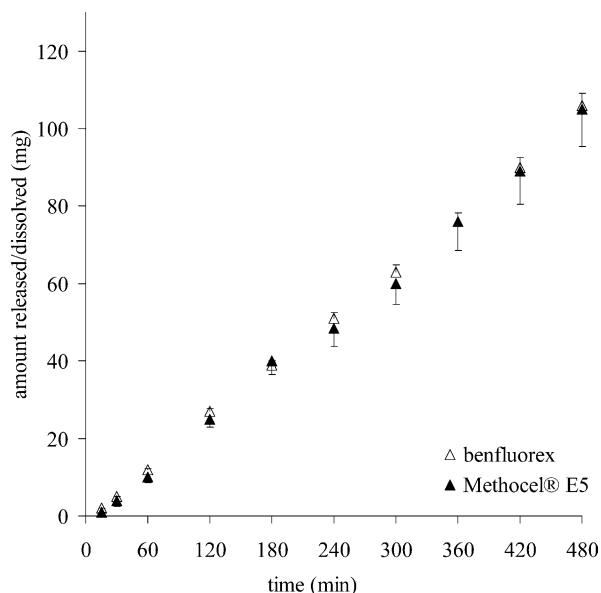 amount released/dissolved (mg)
120
100
80
60
40
20
0
benfluorex
Methocel® E5
0 60 120 180 240 300 360 420 480
time (min)